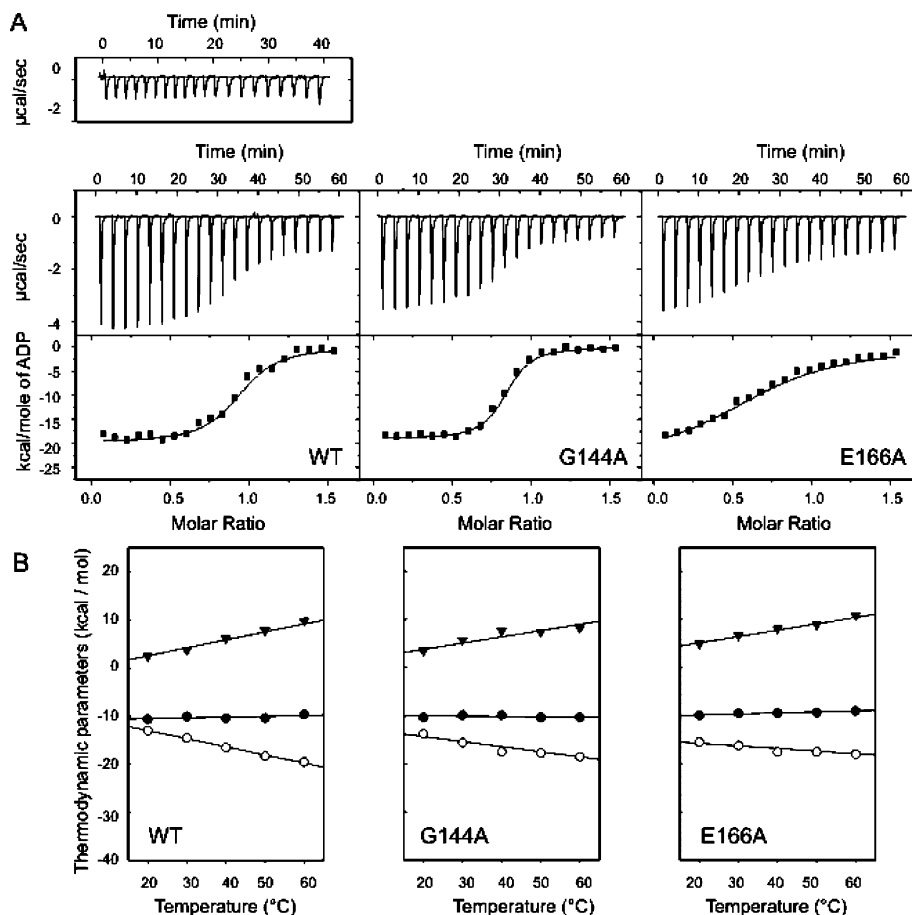 A
Time (min)
0 10 20 30 40
µcal/sec
0
-2
Time (min) Time (min) Time (min)
0 10 20 30 40 50 60 0 10 20 30 40 50 60 0 10 20 30 40 50 60
µcal/sec
0
-2
-4
kcal/mole of ADP
0
-5
-10
-15
-20
-25
WT G144A E166A
0.0 0.5 1.0 1.5 0.0 0.5 1.0 1.5 0.0 0.5 1.0 1.5
Molar Ratio Molar Ratio Molar Ratio
B
Thermodynamic parameters (kcal / mol)
20
10
0
-10
-20
-30
-40
WT G144A E166A
20 30 40 50 60 20 30 40 50 60 20 30 40 50 60
Temperature (°C) Temperature (°C) Temperature (°C)